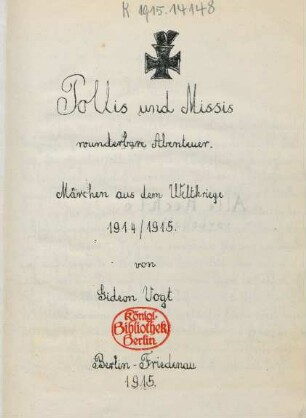 K 1915.14148
Pollis und Missis
wunderbare Abenteuer.
Märchen aus dem Weltkriege
1914/1915.
von
Gideon Vogt
Königl.
Bibliothek
Berlin
Berlin-Friedenau
1915.